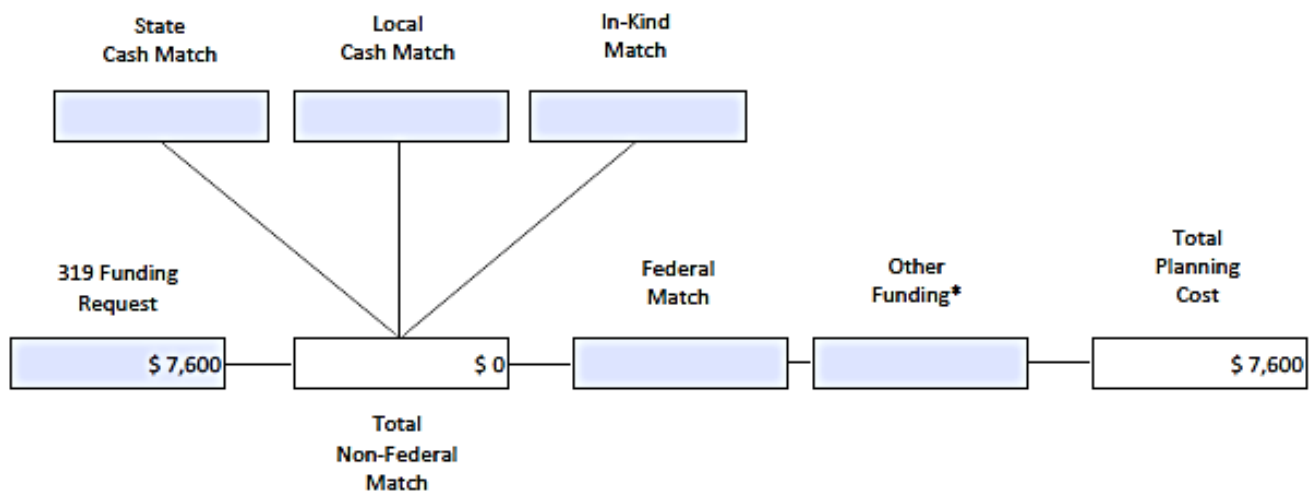 State
Cash Match
Local
Cash Match
In-Kind
Match
319 Funding
Request
Federal
Match
Other
Funding*
Total
Planning
Cost
$ 7,600
$ 0
$ 7,600
Total
Non-Federal
Match